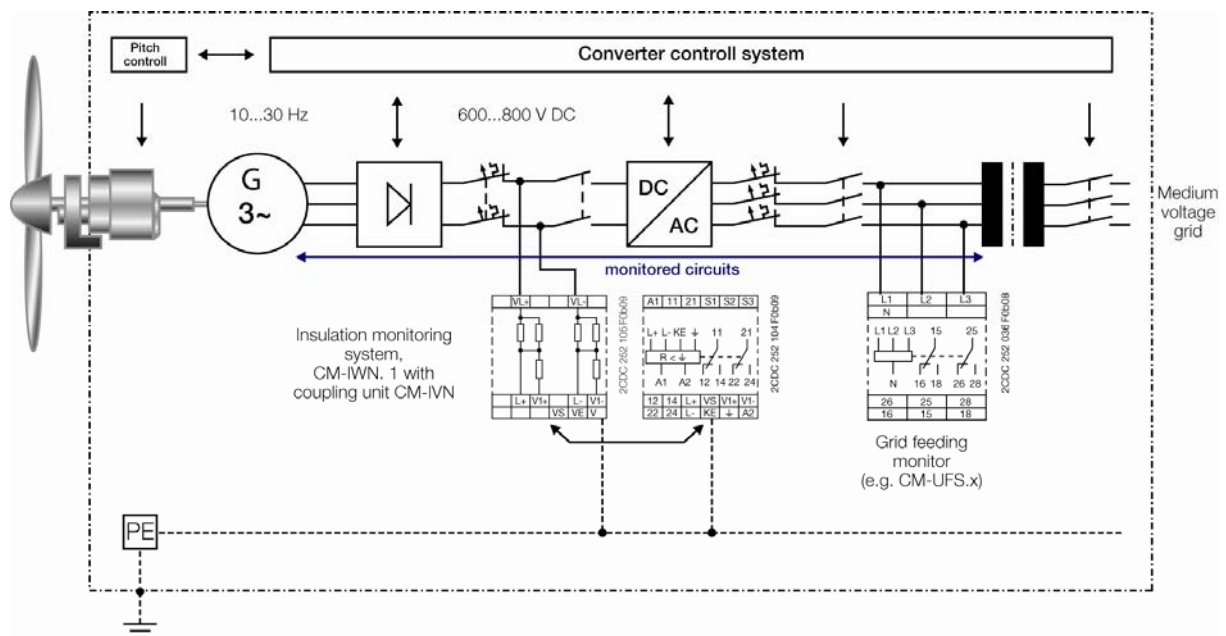 Pitch
controll
Converter controll system
10...30 Hz
600...800 V DC
G
3~
DC
AC
Medium
voltage
grid
monitored circuits
Insulation monitoring
system,
CM-IWN. 1 with
coupling unit CM-IVN
VL+ VL-
L+ V1+ L- V1-
VS VE V
2CDC 252 105 F0b09
A1 11 21 S1 S2 S3
L+ L- KE 11 21
R <
A1 A2 12 14 22 24
12 14 L+ VS V1+ V1-
22 24 L- KE A2
2CDC 252 104 F0b09
L1 L2 L3
N
L1 L2 L3 15 25
N 16 18 26 28
26 25 28
16 15 18
2CDC 252 036 F0b08
Grid feeding
monitor
(e.g. CM-UFS.x)
PE